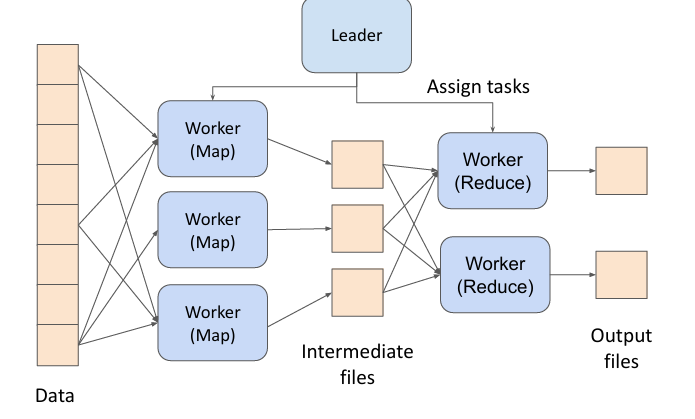 Leader
Assign tasks
Worker
(Map)
Worker
(Reduce)
Worker
(Map)
Worker
(Reduce)
Worker
(Map)
Intermediate
files
Output
files
Data